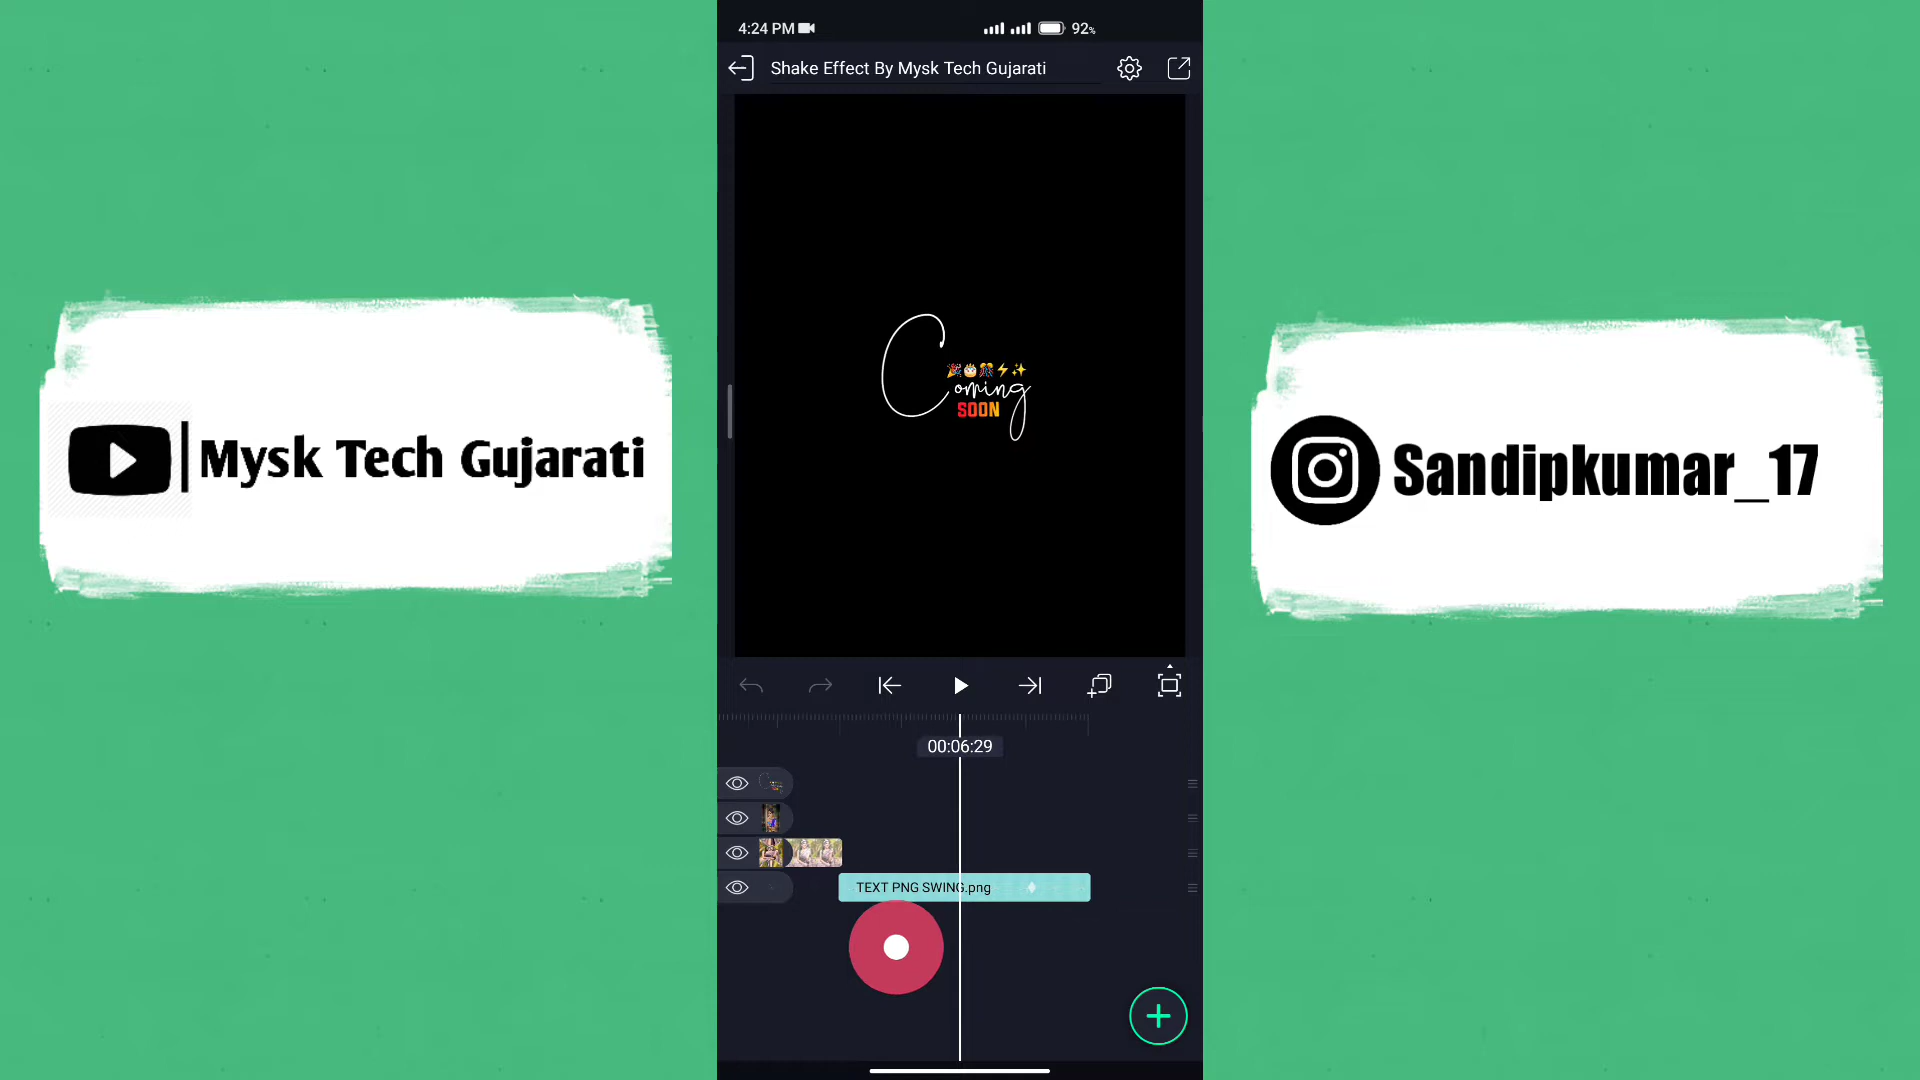 4:24 PM
92%
Shake Effect By Mysk Tech Gujarati
Coming
SOON
Mysk Tech Gujarati
Sandipkumar_17
00:06:29
TEXT PNG SWING.png